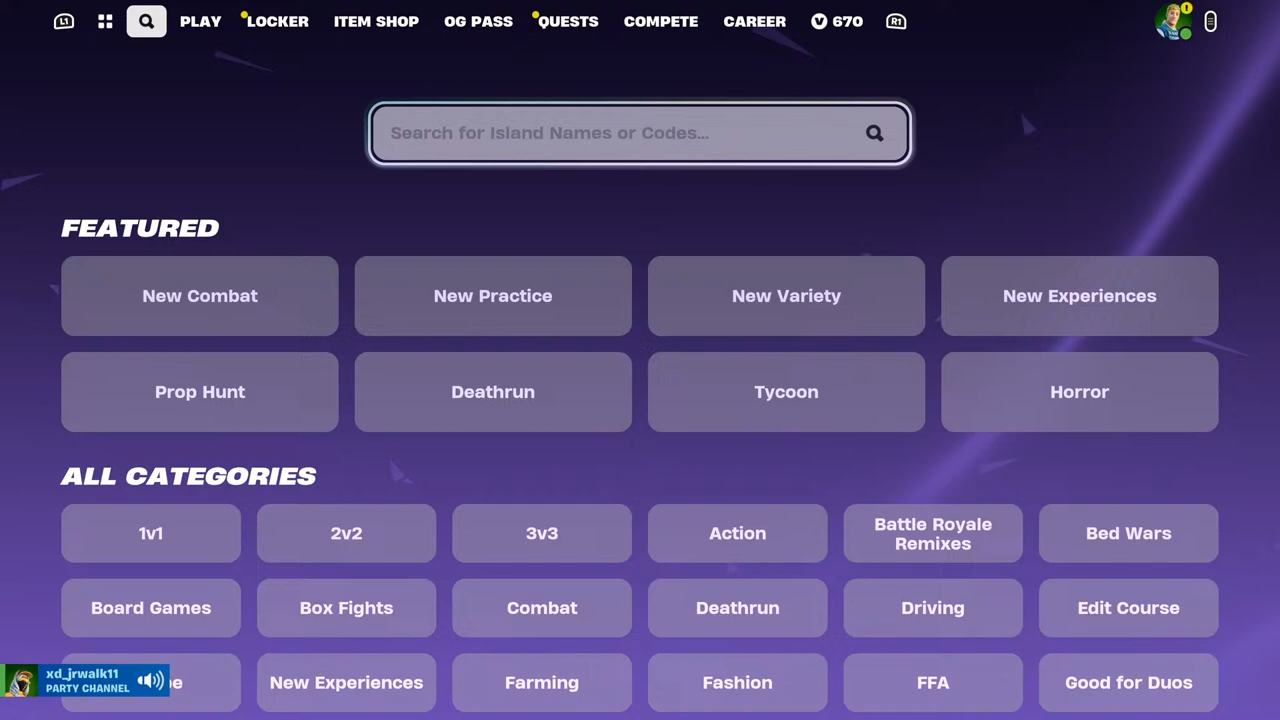 L1 PLAY LOCKER ITEM SHOP OG PASS QUESTS COMPETE CAREER V 670 R1 !
Search for Island Names or Codes...
FEATURED
New Combat New Practice New Variety New Experiences
Prop Hunt Deathrun Tycoon Horror
ALL CATEGORIES
1v1 2v2 3v3 Action Battle Royale
Remixes Bed Wars
Board Games Box Fights Combat Deathrun Driving Edit Course
xd_jrwalk11
PARTY CHANNEL
New Experiences Farming Fashion FFA Good for Duos